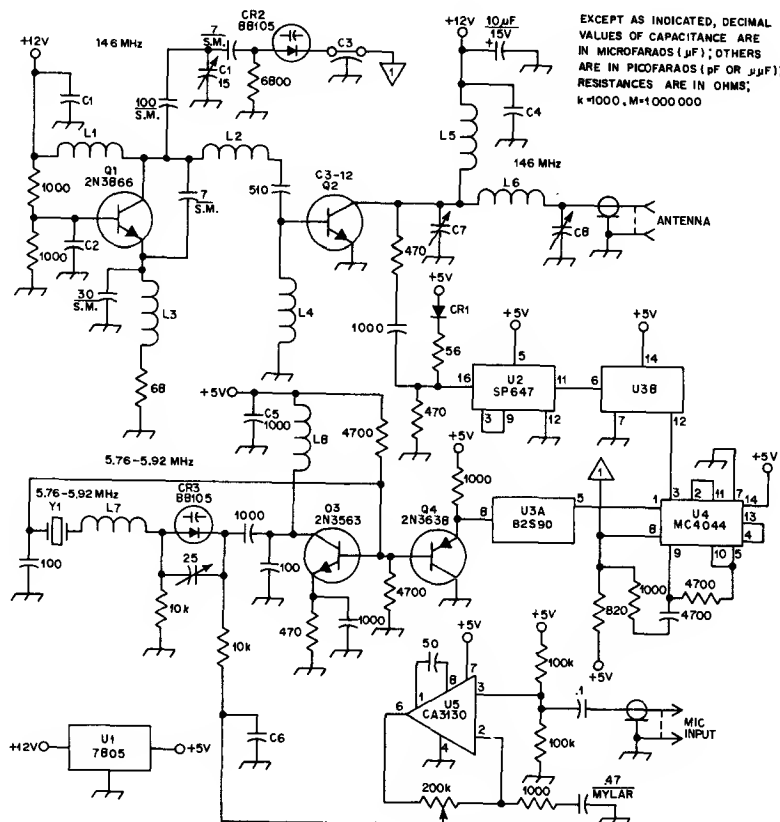 EXCEPT AS INDICATED, DECIMAL
VALUES OF CAPACITANCE ARE
IN MICROFARADS (µF); OTHERS
ARE IN PICOFARADS (pF OR µµF)
RESISTANCES ARE IN OHMS;
k=1000, M=1000 000
+12V
146 MHz
C1
L1
1000
1000
Q1
2N3866
C2
30
S.M.
L3
68
100
S.M.
7
S.M.
C1
15
6800
CR2
BB105
C3
1
L2
7
S.M.
510
L4
C3-12
Q2
+12V
10µF
15V
+
C4
L5
146 MHz
L6
C7
C8
ANTENNA
470
1000
+5V
CR1
56
470
+5V
5
16
U2
SP647
11
3
9
12
+5V
14
6
U3B
7
12
+5V
C5
1000
L8
4700
5.76-5.92 MHz
5.76-5.92 MHz
Y1
L7
CR3
BB105
100
25
10k
10k
1000
100
Q3
2N3563
470
1000
4700
+5V
1000
Q4
2N3638
8
U3A
82S90
5
1
1
3
2
11
7
14
+5V
U4
MC4044
13
4
8
9
10
5
820
+5V
1000
4700
4700
C6
+12V
U1
7805
+5V
50
+5V
1
8
7
6
U5
CA3130
3
2
4
200k
1000
.47
MYLAR
+5V
100k
100k
.1
MIC
INPUT